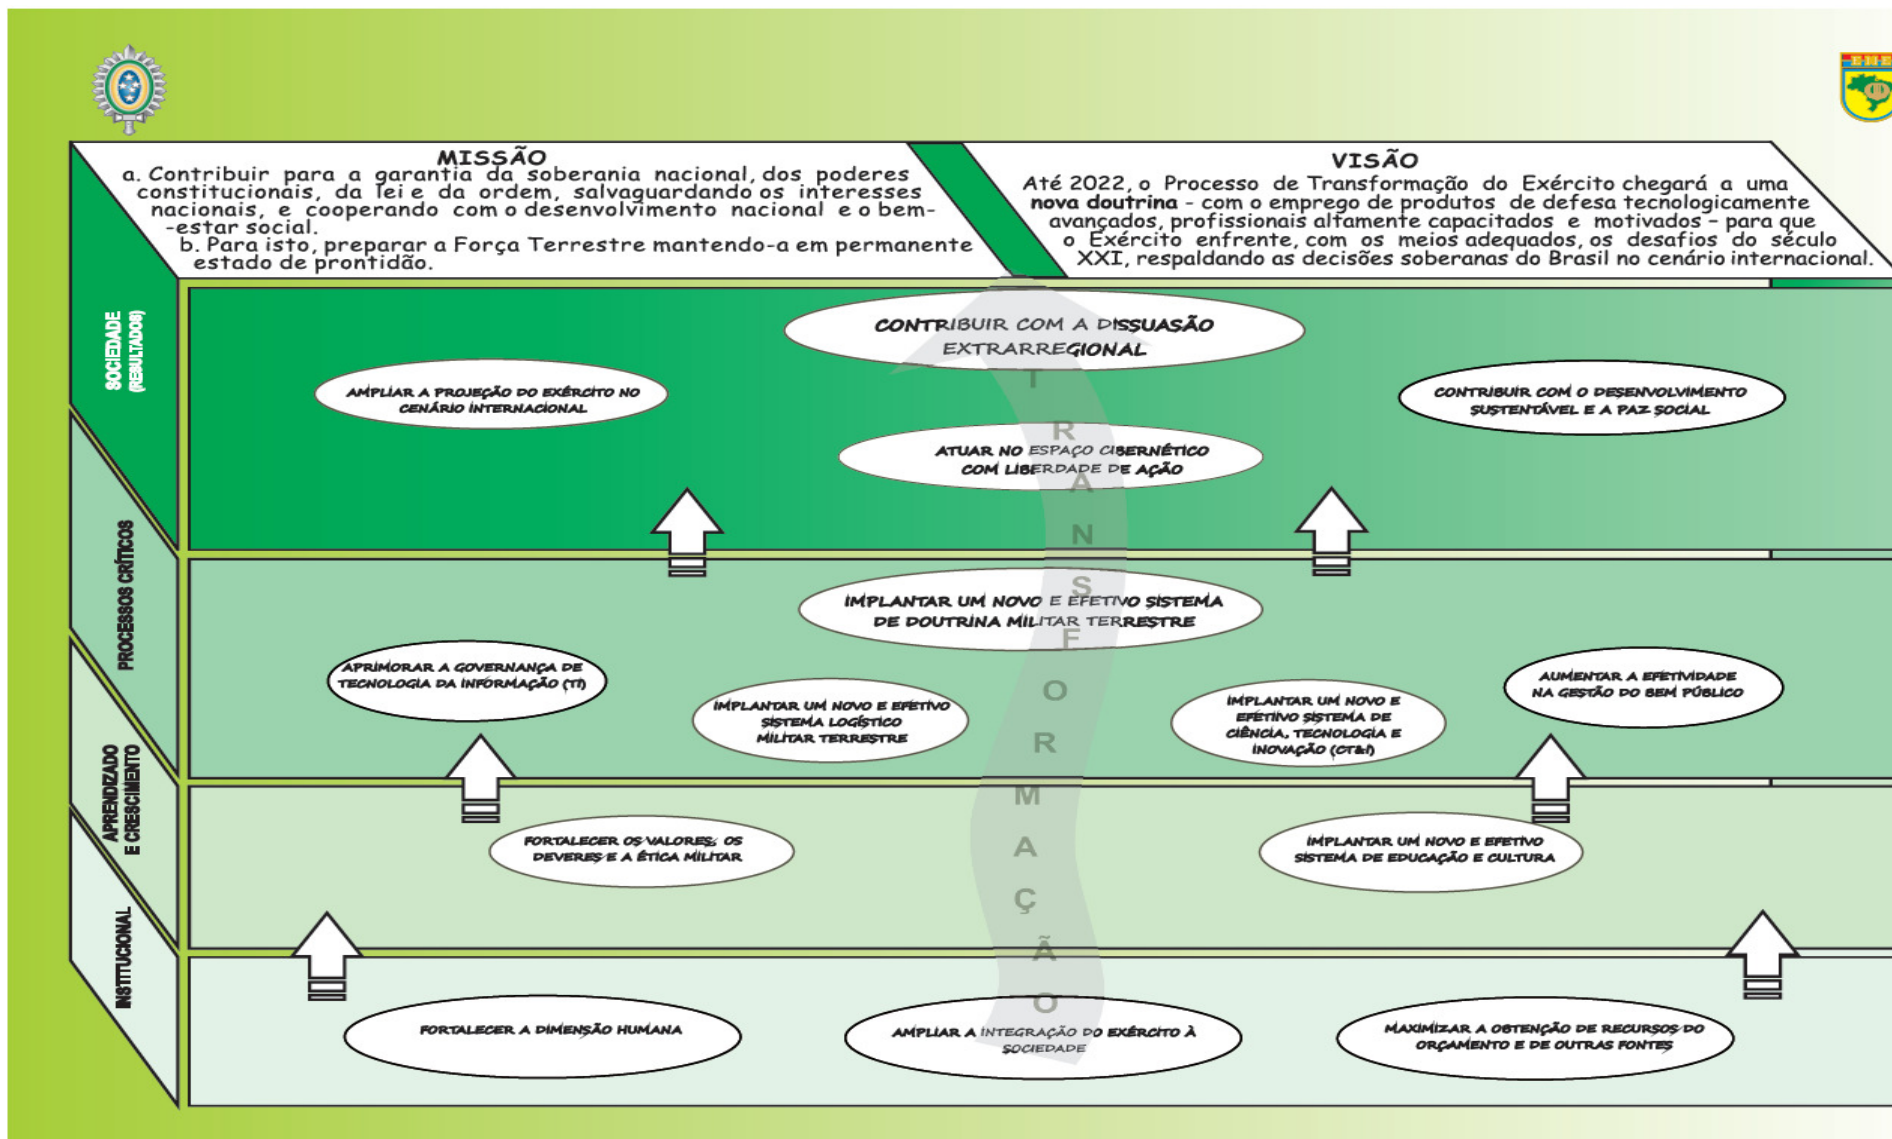 EME
MISSÃO
a. Contribuir para a garantia da soberania nacional, dos poderes
constitucionais, da lei e da ordem, salvaguardando os interesses
nacionais, e cooperando com o desenvolvimento nacional e o bem-
-estar social.
b. Para isto, preparar a Força Terrestre mantendo-a em permanente
estado de prontidão.
VISÃO
Até 2022, o Processo de Transformação do Exército chegará a uma
nova doutrina - com o emprego de produtos de defesa tecnologicamente
avançados, profissionais altamente capacitados e motivados – para que
o Exército enfrente, com os meios adequados, os desafios do século
XXI, respaldando as decisões soberanas do Brasil no cenário internacional.
SOCIEDADE
(RESULTADOS)
CONTRIBUIR COM A DISSUASÃO
EXTRARREGIONAL
AMPLIAR A PROJEÇÃO DO EXÉRCITO NO
CENÁRIO INTERNACIONAL
CONTRIBUIR COM O DESENVOLVIMENTO
SUSTENTÁVEL E A PAZ SOCIAL
ATUAR NO ESPAÇO CIBERNÉTICO
COM LIBERDADE DE AÇÃO
PROCESSOS CRÍTICOS
IMPLANTAR UM NOVO E EFETIVO SISTEMA
DE DOUTRINA MILITAR TERRESTRE
APRIMORAR A GOVERNANÇA DE
TECNOLOGIA DA INFORMAÇÃO (TI)
AUMENTAR A EFETIVIDADE
NA GESTÃO DO BEM PÚBLICO
IMPLANTAR UM NOVO E EFETIVO
SISTEMA LOGÍSTICO
MILITAR TERRESTRE
IMPLANTAR UM NOVO E
EFETIVO SISTEMA DE
CIÊNCIA, TECNOLOGIA E
INOVAÇÃO (CT&I)
APRENDIZADO
E CRESCIMENTO
FORTALECER OS VALORES, OS
DEVERES E A ÉTICA MILITAR
IMPLANTAR UM NOVO E EFETIVO
SISTEMA DE EDUCAÇÃO E CULTURA
INSTITUCIONAL
FORTALECER A DIMENSÃO HUMANA
AMPLIAR A INTEGRAÇÃO DO EXÉRCITO À
SOCIEDADE
MAXIMIZAR A OBTENÇÃO DE RECURSOS DO
ORÇAMENTO E DE OUTRAS FONTES
TRANSFORMAÇÃO